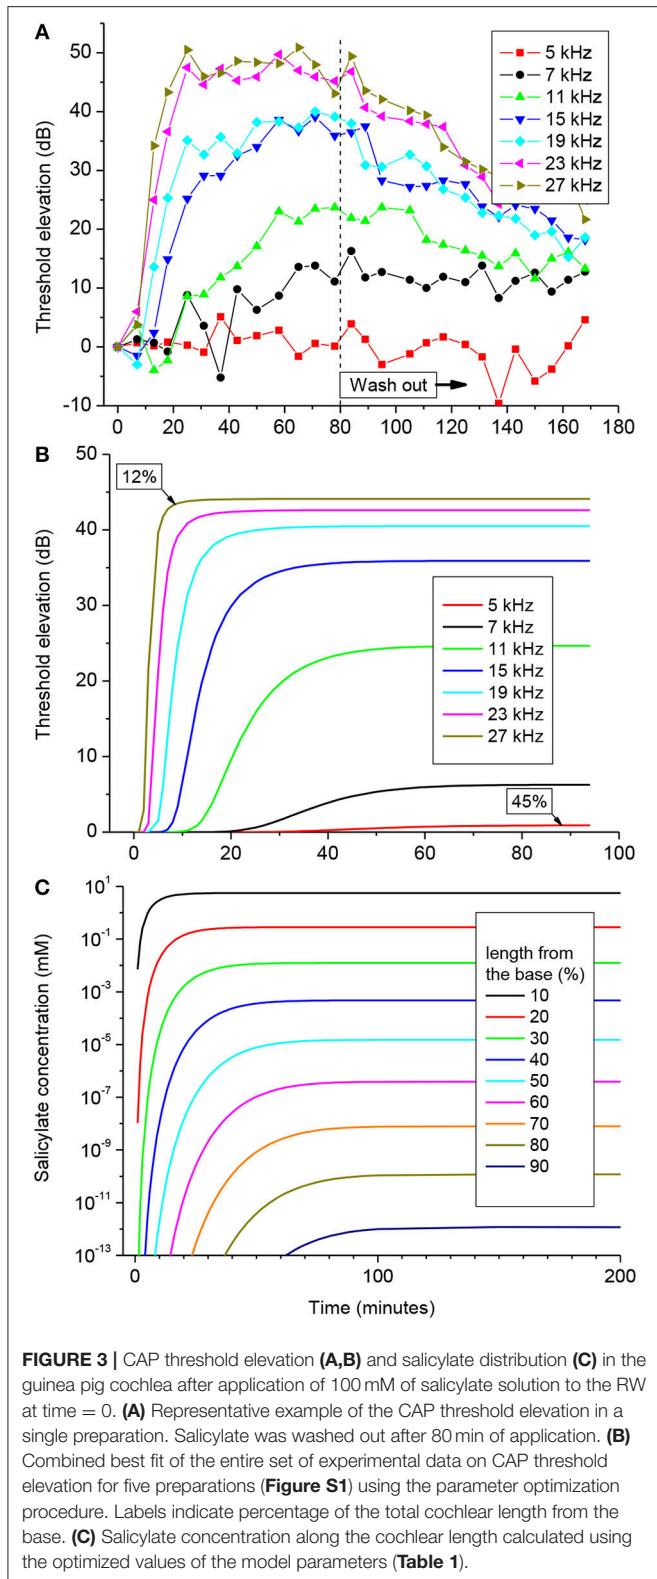 A
Threshold elevation (dB)
50
40
30
20
10
0
-10
5 kHz
7 kHz
11 kHz
15 kHz
19 kHz
23 kHz
27 kHz
Wash out
0 20 40 60 80 100 120 140 160 180
B
Threshold elevation (dB)
50
40
30
20
10
0
12%
5 kHz
7 kHz
11 kHz
15 kHz
19 kHz
23 kHz
27 kHz
45%
0 20 40 60 80 100
C
Salicylate concentration (mM)
10^1
10^-1
10^-3
10^-5
10^-7
10^-9
10^-11
10^-13
length from
the base (%)
10
20
30
40
50
60
70
80
90
0 100 200
Time (minutes)
FIGURE 3 | CAP threshold elevation (A,B) and salicylate distribution (C) in the
guinea pig cochlea after application of 100 mM of salicylate solution to the RW
at time = 0. (A) Representative example of the CAP threshold elevation in a
single preparation. Salicylate was washed out after 80 min of application. (B)
Combined best fit of the entire set of experimental data on CAP threshold
elevation for five preparations (Figure S1) using the parameter optimization
procedure. Labels indicate percentage of the total cochlear length from the
base. (C) Salicylate concentration along the cochlear length calculated using
the optimized values of the model parameters (Table 1).